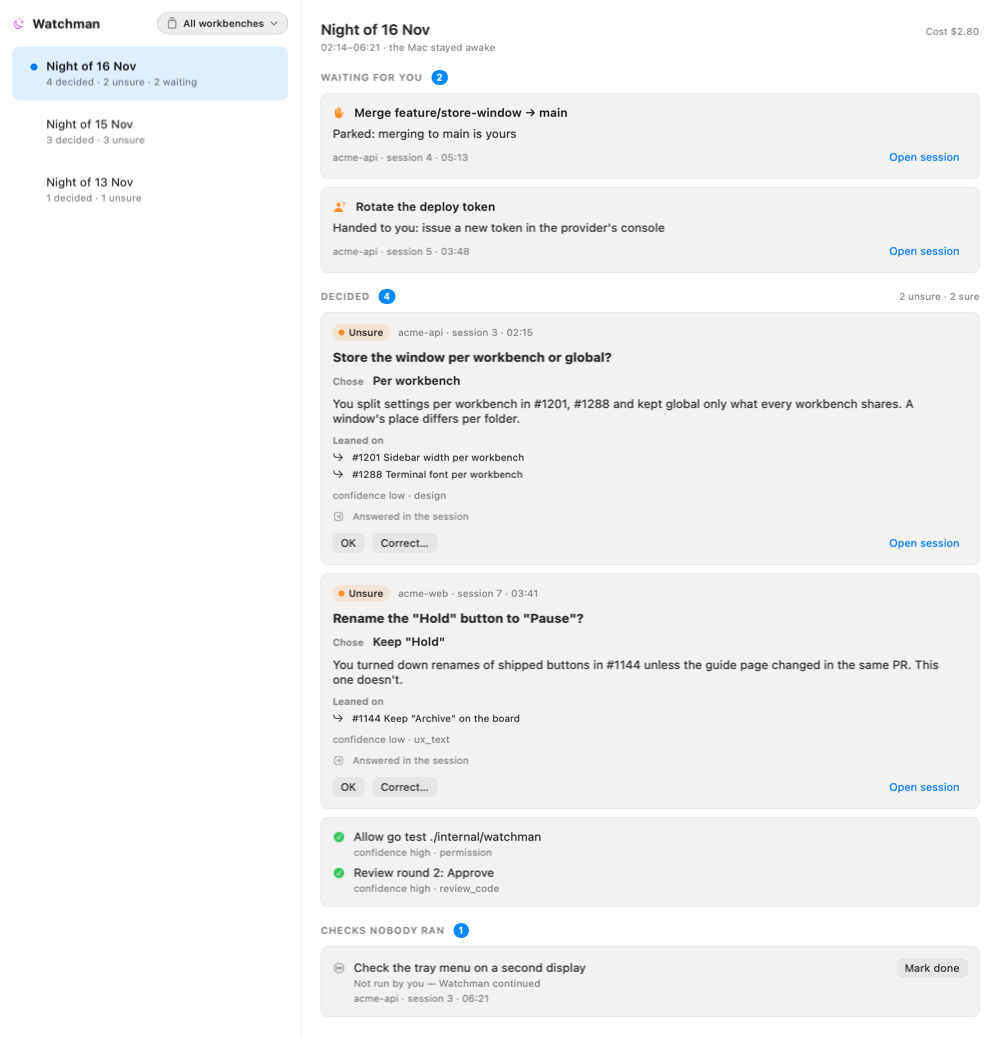 Watchman
All workbenches
Night of 16 Nov
4 decided · 2 unsure · 2 waiting
Night of 15 Nov
3 decided · 3 unsure
Night of 13 Nov
1 decided · 1 unsure
Night of 16 Nov
Cost $2.80
02:14–06:21 · the Mac stayed awake
WAITING FOR YOU 2
Merge feature/store-window → main
Parked: merging to main is yours
acme-api · session 4 · 05:13
Open session
Rotate the deploy token
Handed to you: issue a new token in the provider's console
acme-api · session 5 · 03:48
Open session
DECIDED 4
2 unsure · 2 sure
Unsure acme-api · session 3 · 02:15
Store the window per workbench or global?
Chose Per workbench
You split settings per workbench in #1201, #1288 and kept global only what every workbench shares. A
window's place differs per folder.
Leaned on
#1201 Sidebar width per workbench
#1288 Terminal font per workbench
confidence low · design
Answered in the session
OK Correct... Open session
Unsure acme-web · session 7 · 03:41
Rename the "Hold" button to "Pause"?
Chose Keep "Hold"
You turned down renames of shipped buttons in #1144 unless the guide page changed in the same PR. This
one doesn't.
Leaned on
#1144 Keep "Archive" on the board
confidence low · ux_text
Answered in the session
OK Correct... Open session
Allow go test ./internal/watchman
confidence high · permission
Review round 2: Approve
confidence high · review_code
CHECKS NOBODY RAN 1
Check the tray menu on a second display
Mark done
Not run by you — Watchman continued
acme-api · session 3 · 06:21